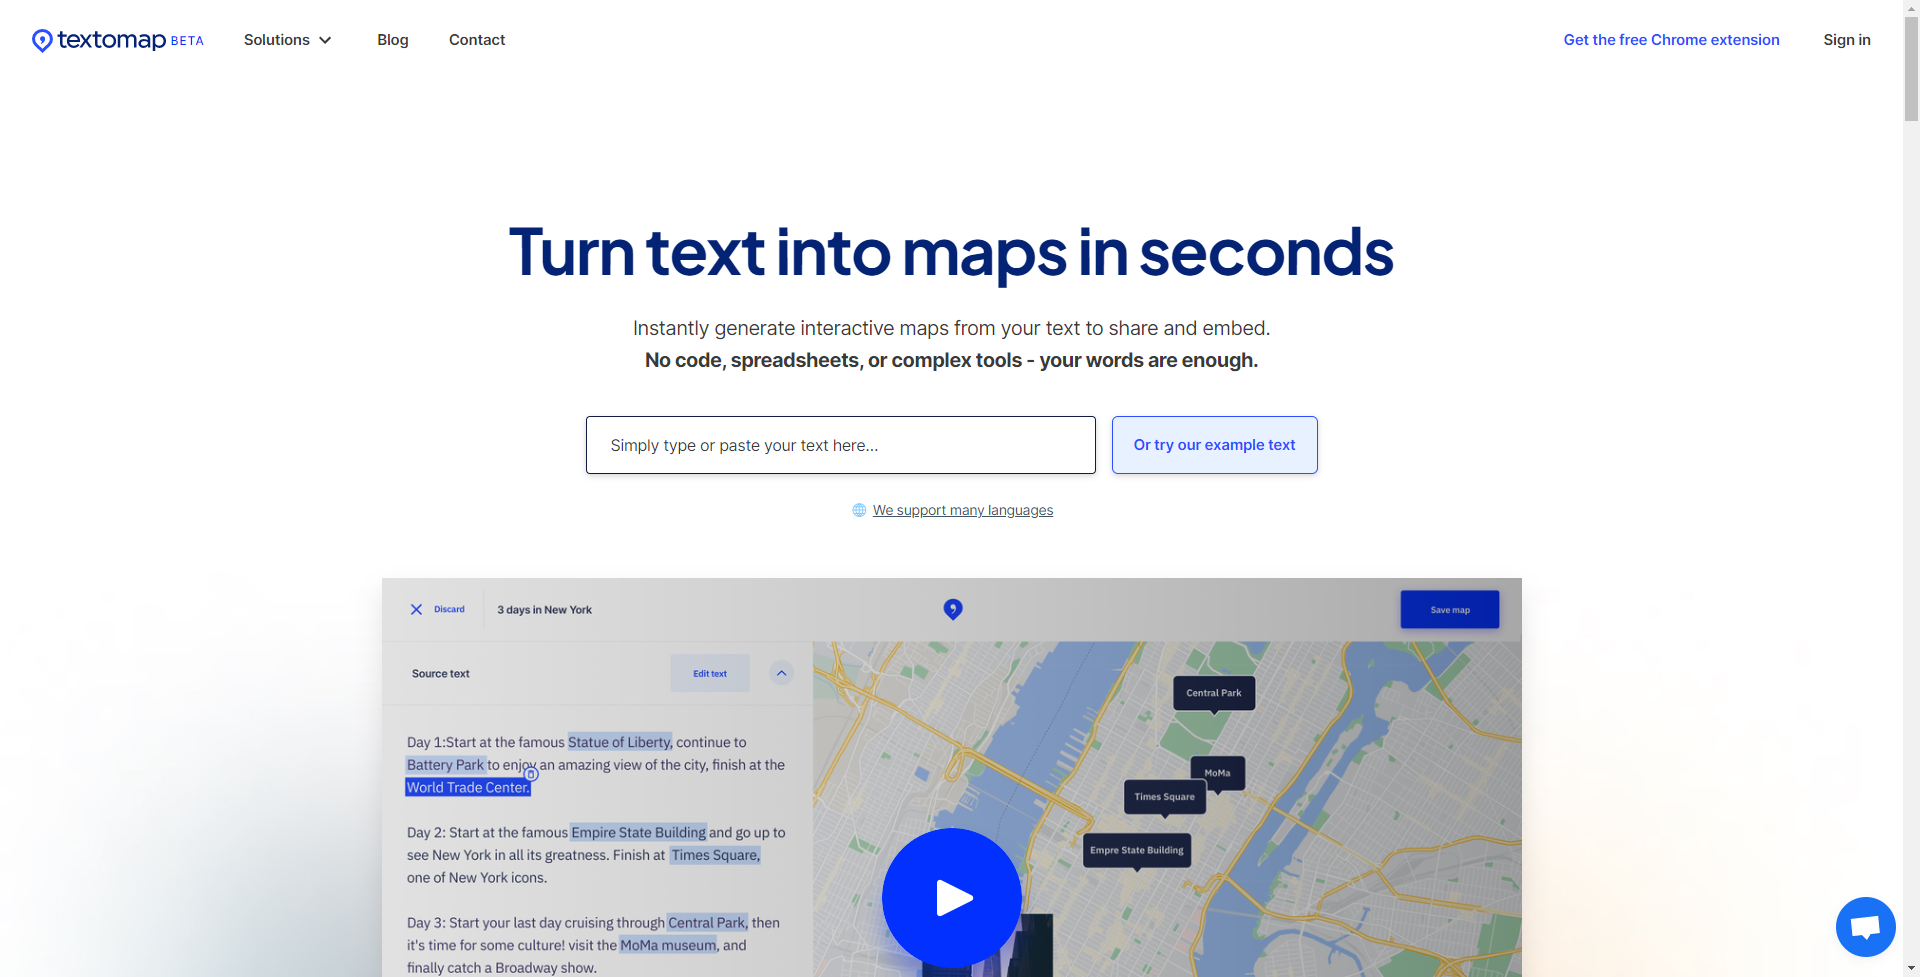 textomap BETA
Solutions
Blog
Contact
Get the free Chrome extension
Sign in
Turn text into maps in seconds
Instantly generate interactive maps from your text to share and embed.
No code, spreadsheets, or complex tools - your words are enough.
Simply type or paste your text here...
Or try our example text
We support many languages
Discard
3 days in New York
Save map
Source text
Edit text
Day 1:Start at the famous Statue of Liberty, continue to
Battery Park to enjoy an amazing view of the city, finish at the
World Trade Center.
Day 2: Start at the famous Empire State Building and go up to
see New York in all its greatness. Finish at Times Square,
one of New York icons.
Day 3: Start your last day cruising through Central Park, then
it's time for some culture! visit the MoMa museum, and
finally catch a Broadway show.
Central Park
MoMa
Times Square
Empre State Building